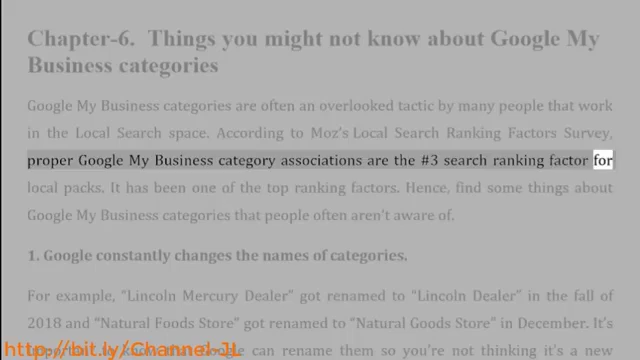 Chapter-6. Things you might not know about Google My
Business categories
Google My Business categories are often an overlooked tactic by many people that work
in the Local Search space. According to Moz's Local Search Ranking Factors Survey,
proper Google My Business category associations are the #3 search ranking factor for
local packs. It has been one of the top ranking factors. Hence, find some things about
Google My Business categories that people often aren't aware of.
1. Google constantly changes the names of categories.
For example, “Lincoln Mercury Dealer” got renamed to “Lincoln Dealer” in the fall of
2018 and “Natural Foods Store” got renamed to “Natural Goods Store” in December. It's
can rename them so you're not thinking it's a new
http://bit.ly/Channel-JL